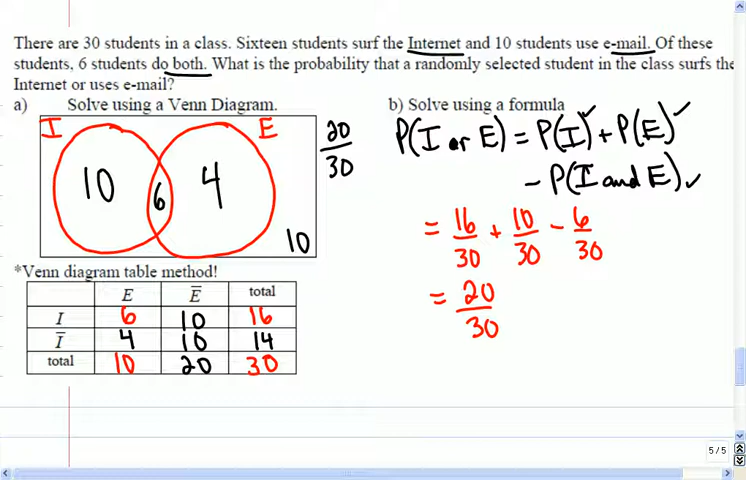 There are 30 students in a class. Sixteen students surf the Internet and 10 students use e-mail. Of these
students, 6 students do both. What is the probability that a randomly selected student in the class surfs the
Internet or uses e-mail?
a) Solve using a Venn Diagram.
I E
10 6 4
10
20/30
b) Solve using a formula
P(I or E) = P(I)✓ + P(E)✓
- P(I and E)✓
= 16/30 + 10/30 - 6/30
= 20/30
*Venn diagram table method!
E E̅ total
I 6 10 16
I̅ 4 10 14
total 10 20 30
5/5